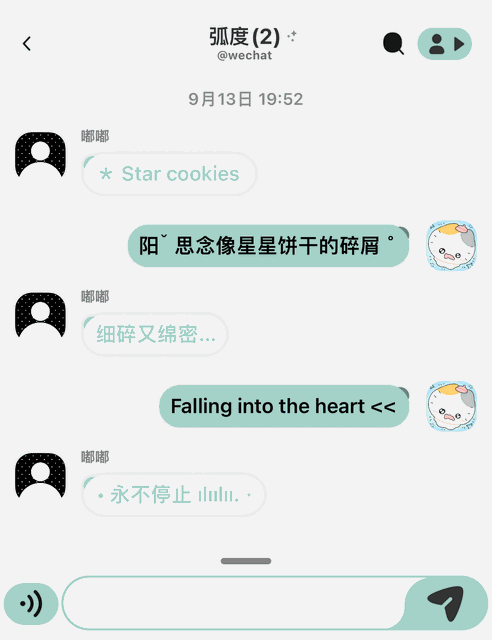 弧度(2)
@wechat
9月13日 19:52
嘟嘟
* Star cookies
阳ˇ 思念像星星饼干的碎屑 °
嘟嘟
细碎又绵密...
Falling into the heart <<
嘟嘟
• 永不停止 ılıılıı. ·